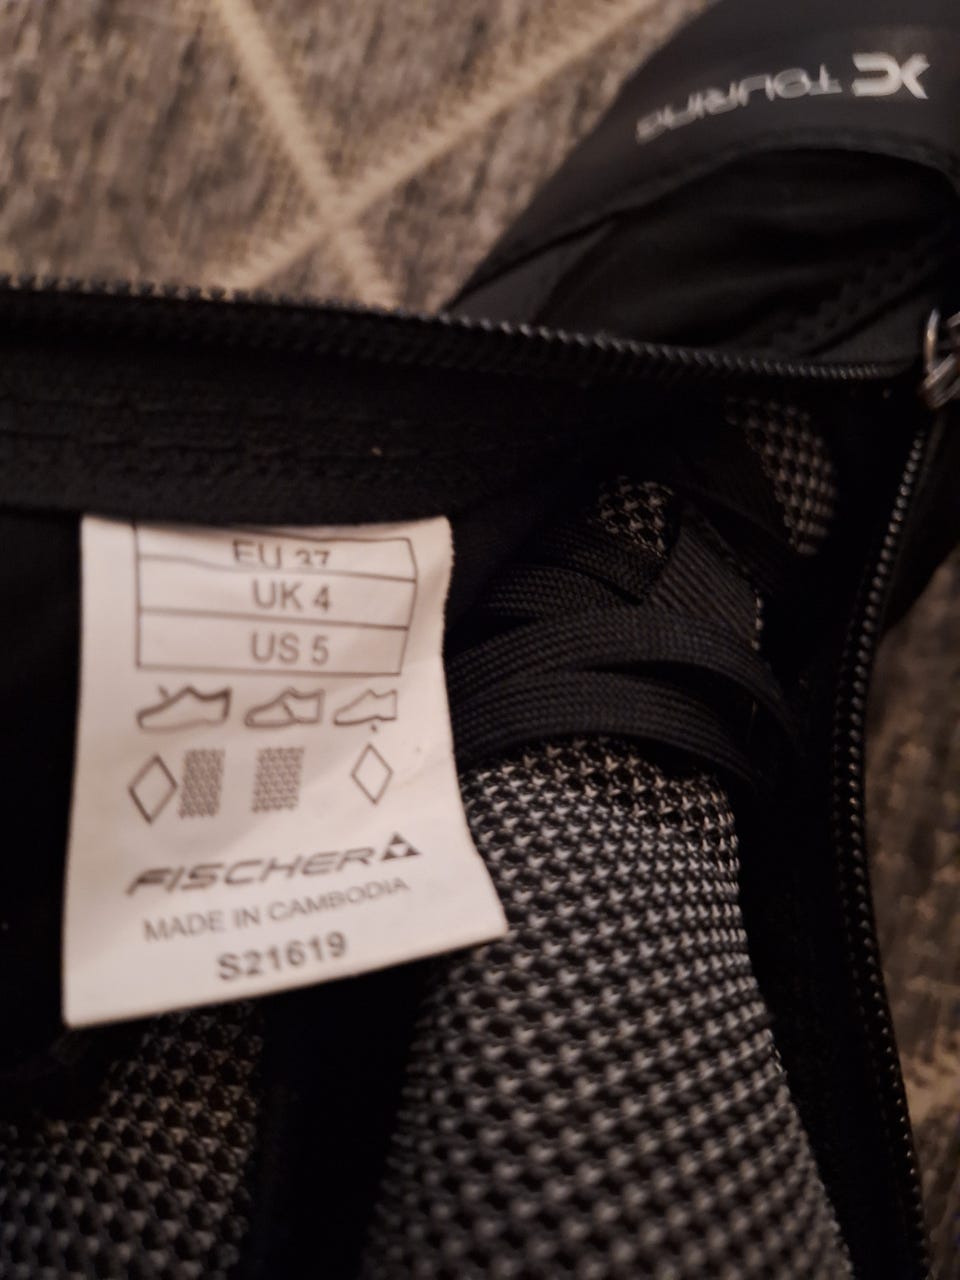 XC TOURING
EU 37
UK 4
US 5
FISCHER
MADE IN CAMBODIA
S21619